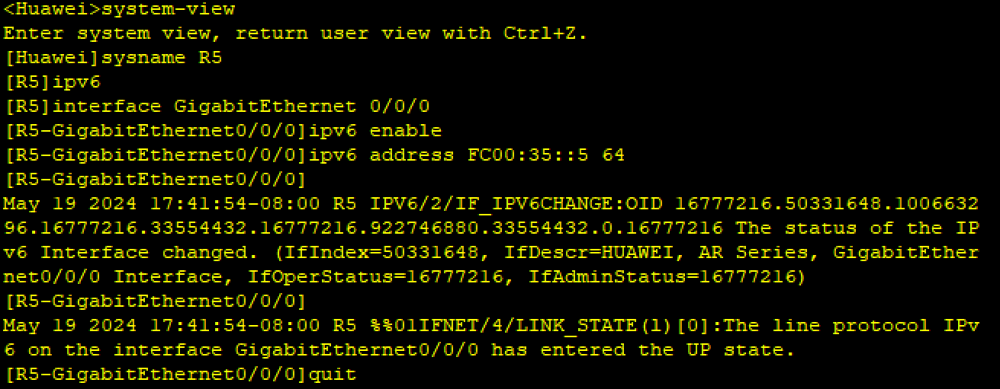 <Huawei>system-view
Enter system view, return user view with Ctrl+Z.
[Huawei]sysname R5
[R5]ipv6
[R5]interface GigabitEthernet 0/0/0
[R5-GigabitEthernet0/0/0]ipv6 enable
[R5-GigabitEthernet0/0/0]ipv6 address FC00:35::5 64
[R5-GigabitEthernet0/0/0]
May 19 2024 17:41:54-08:00 R5 IPV6/2/IF_IPV6CHANGE:OID 16777216.50331648.1006632
96.16777216.33554432.16777216.922746880.33554432.0.16777216 The status of the IP
v6 Interface changed. (IfIndex=50331648, IfDescr=HUAWEI, AR Series, GigabitEther
net0/0/0 Interface, IfOperStatus=16777216, IfAdminStatus=16777216)
[R5-GigabitEthernet0/0/0]
May 19 2024 17:41:54-08:00 R5 %%01IFNET/4/LINK_STATE(l)[0]:The line protocol IPv
6 on the interface GigabitEthernet0/0/0 has entered the UP state.
[R5-GigabitEthernet0/0/0]quit